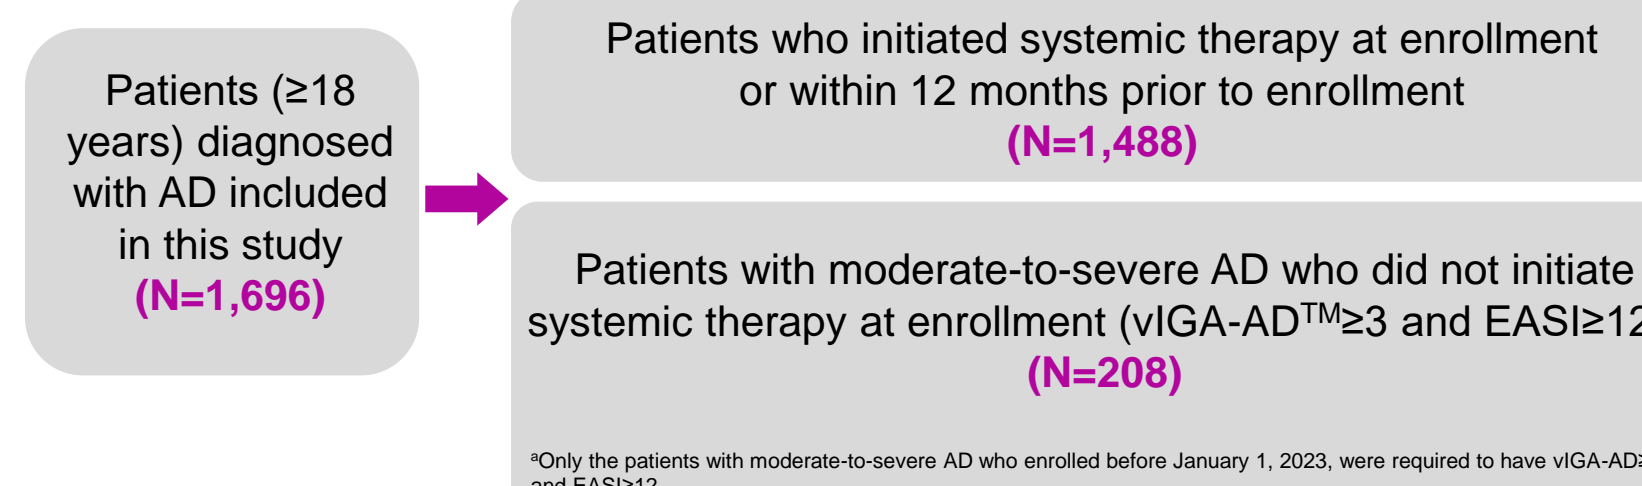 Patients (≥18
years) diagnosed
with AD included
in this study
(N=1,696)
Patients who initiated systemic therapy at enrollment
or within 12 months prior to enrollment
(N=1,488)
Patients with moderate-to-severe AD who did not initiate
systemic therapy at enrollment (vIGA-AD™≥3 and EASI≥12
(N=208)
ᵃOnly the patients with moderate-to-severe AD who enrolled before January 1, 2023, were required to have vIGA-AD≥
and EASI≥12